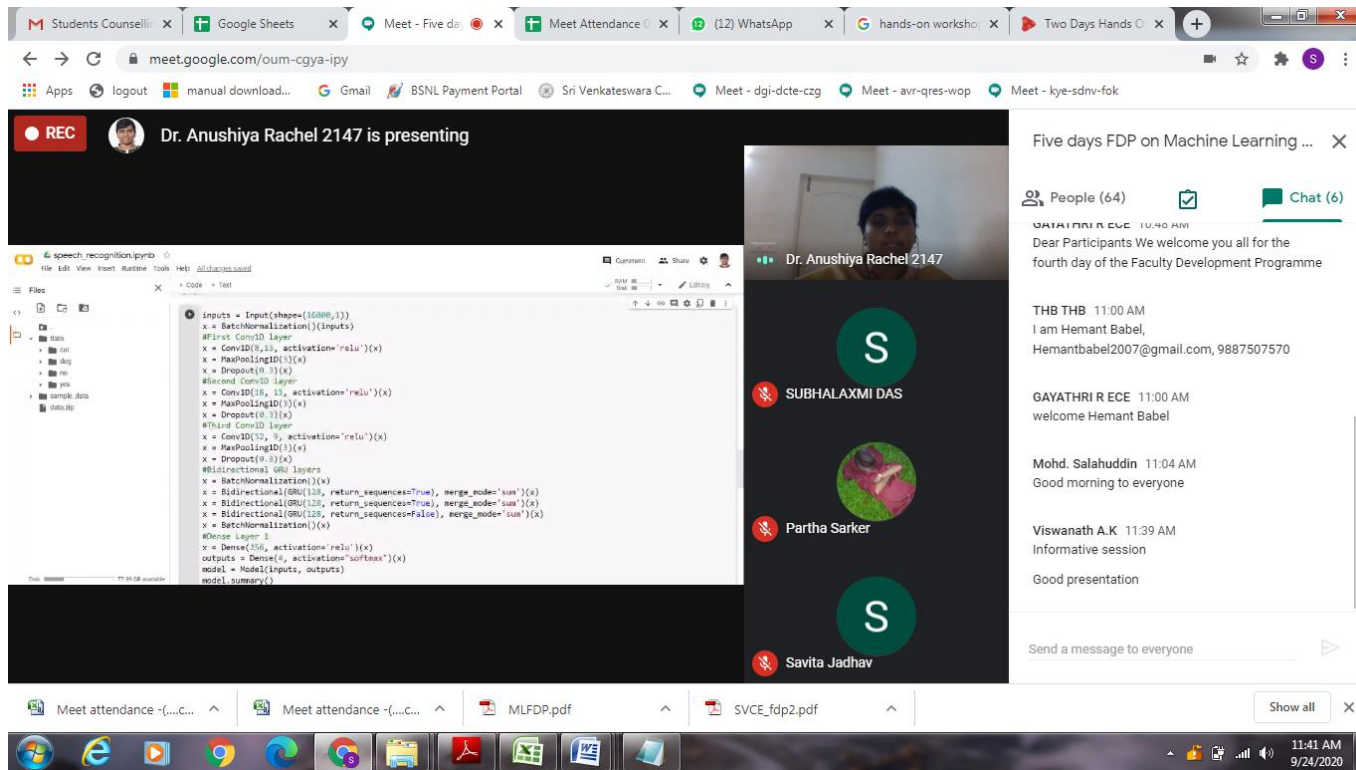 Students Counsellin
Google Sheets
Meet - Five da
Meet Attendance
(12) WhatsApp
hands-on worksho
Two Days Hands O
meet.google.com/oum-cgya-ipy
Apps
logout
manual download...
Gmail
BSNL Payment Portal
Sri Venkateswara C...
Meet - dgi-dcte-czg
Meet - avr-qres-wop
Meet - kye-sdnv-fok
REC
Dr. Anushiya Rachel 2147 is presenting
speech_recognition.ipynb
File Edit View Insert Runtime Tools Help All changes saved
Comment
Share
Files
+ Code + Text
RAM
Disk
Editing
data
cat
dog
no
yes
sample_data
data.zip
inputs = Input(shape=(16000,1))
x = BatchNormalization()(inputs)
#First Conv1D layer
x = Conv1D(8,13, activation='relu')(x)
x = MaxPooling1D(3)(x)
x = Dropout(0.3)(x)
#Second Conv1D layer
x = Conv1D(16, 11, activation='relu')(x)
x = MaxPooling1D(3)(x)
x = Dropout(0.3)(x)
#Third Conv1D layer
x = Conv1D(32, 9, activation='relu')(x)
x = MaxPooling1D(3)(x)
x = Dropout(0.3)(x)
#Bidirectional GRU layers
x = BatchNormalization()(x)
x = Bidirectional(GRU(128, return_sequences=True), merge_mode='sum')(x)
x = Bidirectional(GRU(128, return_sequences=True), merge_mode='sum')(x)
x = Bidirectional(GRU(128, return_sequences=False), merge_mode='sum')(x)
x = BatchNormalization()(x)
#Dense Layer 1
x = Dense(256, activation='relu')(x)
outputs = Dense(4, activation="softmax")(x)
model = Model(inputs, outputs)
model.summary()
Disk
available
Dr. Anushiya Rachel 2147
S
SUBHALAXMI DAS
Partha Sarker
S
Savita Jadhav
Five days FDP on Machine Learning ...
People (64)
Chat (6)
GAYATHRI R ECE 10:48 AM
Dear Participants We welcome you all for the
fourth day of the Faculty Development Programme
THB THB 11:00 AM
I am Hemant Babel,
Hemantbabel2007@gmail.com, 9887507570
GAYATHRI R ECE 11:00 AM
welcome Hemant Babel
Mohd. Salahuddin 11:04 AM
Good morning to everyone
Viswanath A.K 11:39 AM
Informative session
Good presentation
Send a message to everyone
Meet attendance -(....c...
Meet attendance -(....c...
MLFDP.pdf
SVCE_fdp2.pdf
Show all
11:41 AM
9/24/2020